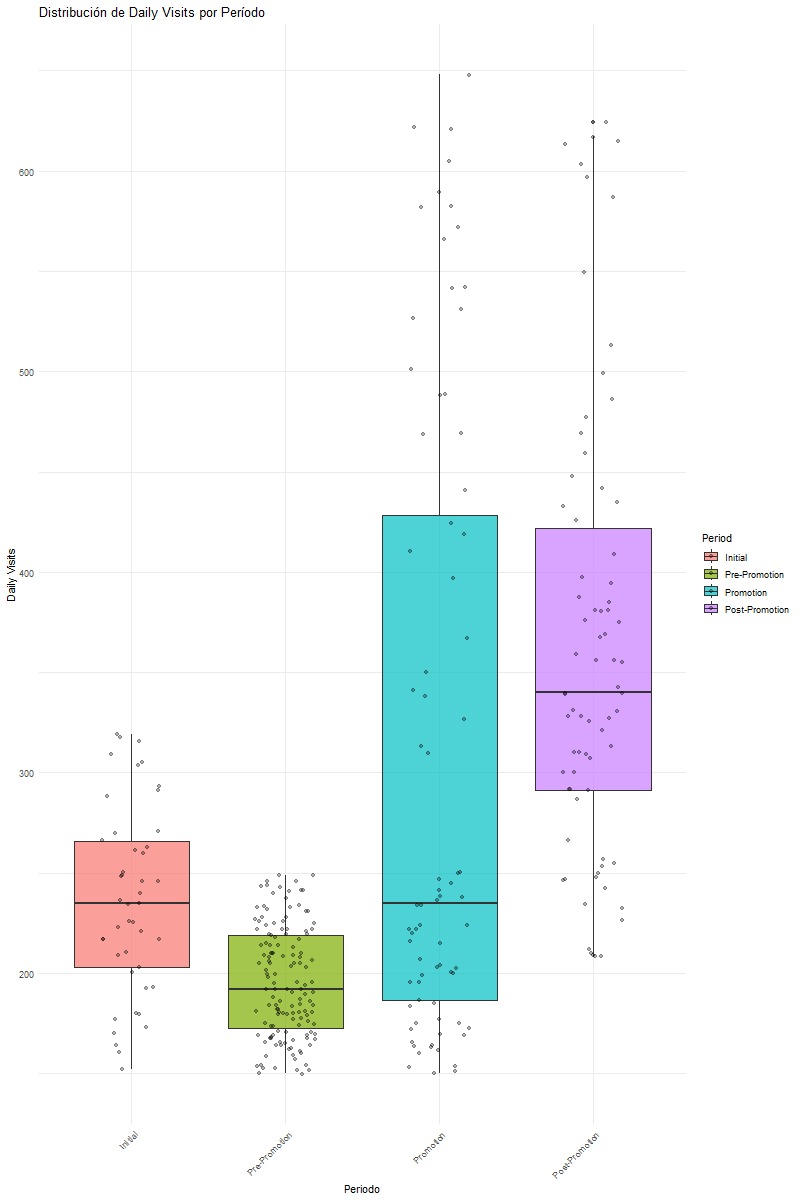 Distribución de Daily Visits por Período
600
500
400
300
200
Daily Visits
Initial
Pre-Promotion
Promotion
Post-Promotion
Periodo
Period
Initial
Pre-Promotion
Promotion
Post-Promotion